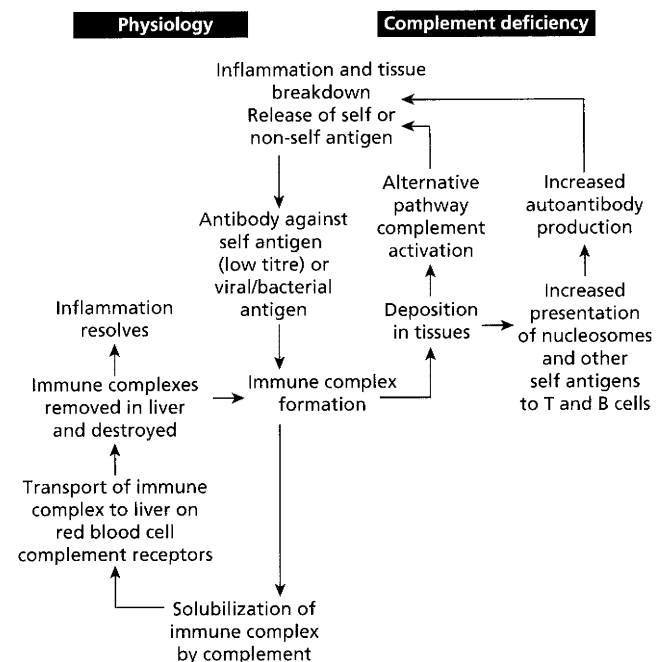 Physiology
Complement deficiency
Inflammation and tissue
breakdown
Release of self or
non-self antigen
Antibody against
self antigen
(low titre) or
viral/bacterial
antigen
Alternative
pathway
complement
activation
Increased
autoantibody
production
Inflammation
resolves
Deposition
in tissues
Increased
presentation
of nucleosomes
and other
self antigens
to T and B cells
Immune complexes
removed in liver
and destroyed
Immune complex
formation
Transport of immune
complex to liver on
red blood cell
complement receptors
Solubilization of
immune complex
by complement